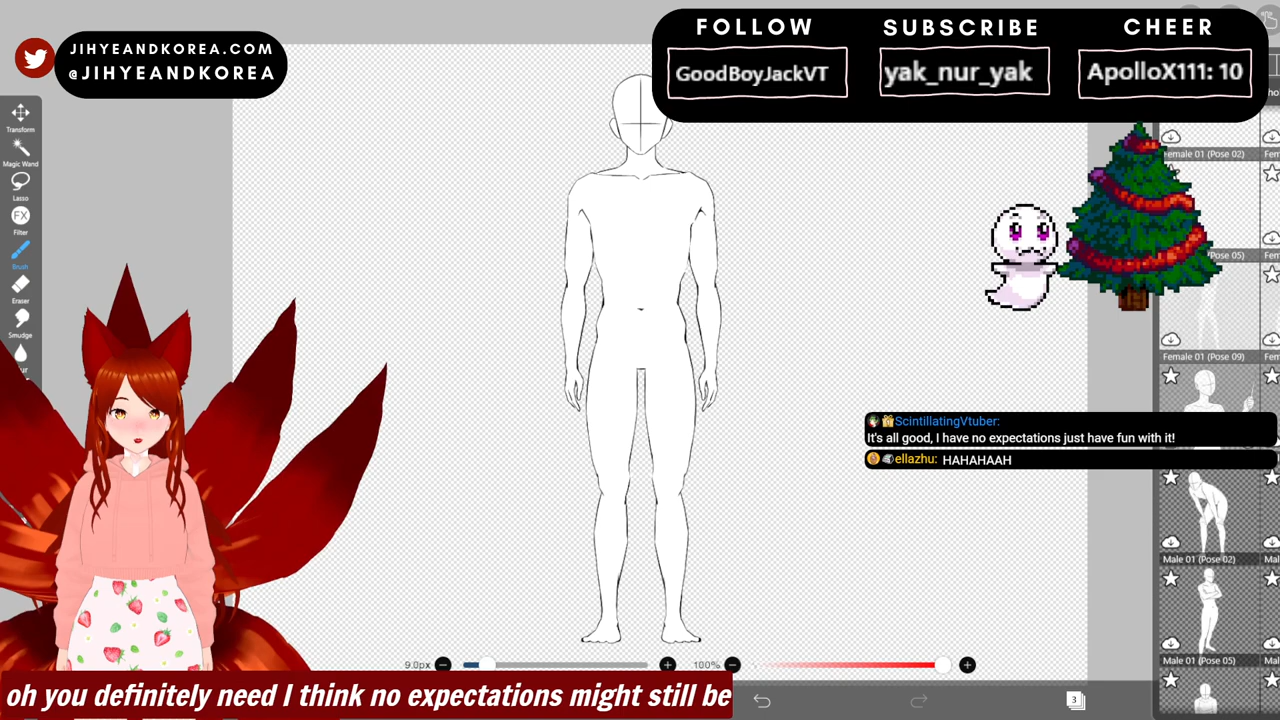 JIHYEANDKOREA.COM
@JIHYEANDKOREA
FOLLOW
SUBSCRIBE
CHEER
GoodBoyJackVT
yak_nur_yak
ApolloX111: 10
Transform
Magic Wand
Lasso
FX
Filter
Brush
Eraser
Smudge
Female 01 (Pose 02)
Pose 05)
Female 01 (Pose 09)
ScintillatingVtuber:
It's all good, I have no expectations just have fun with it!
ellazhu: HAHAHAAH
Male 01 (Pose 02)
Male 01 (Pose 05)
9.0px
100%
3
oh you definitely need I think no expectations might still be